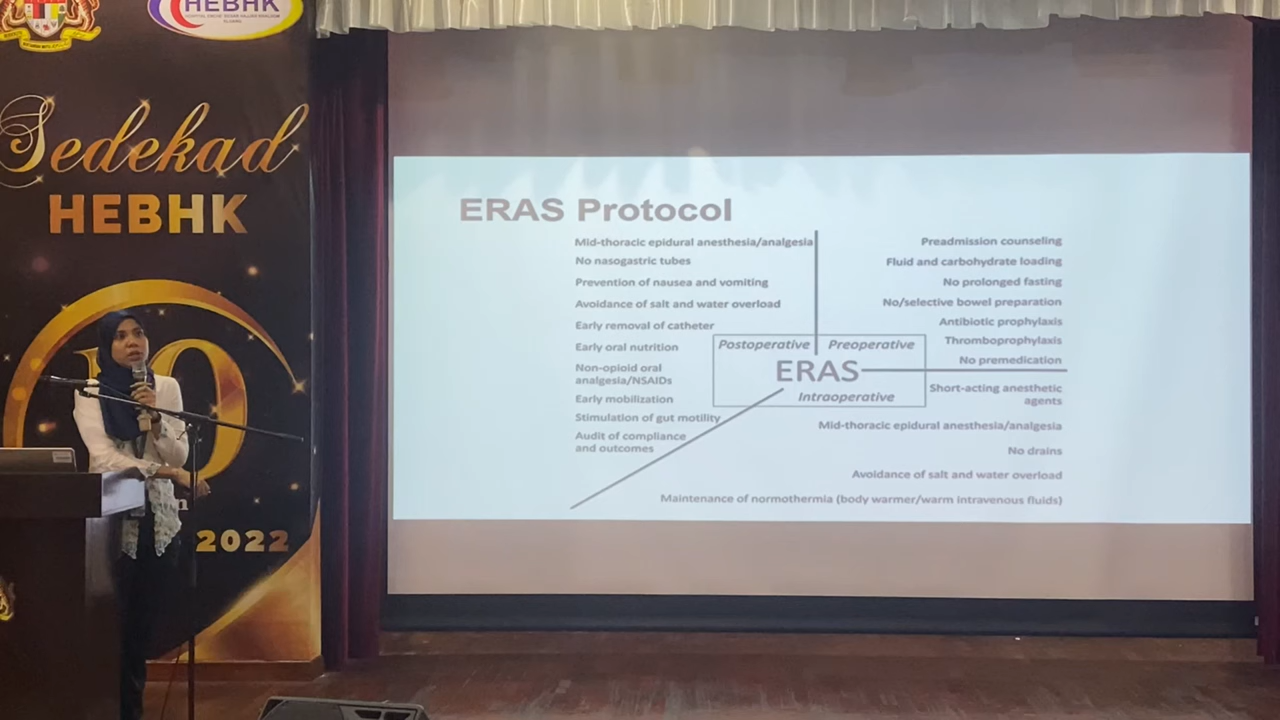 HEBHK
Sedekad
HEBHK
10
2022
ERAS Protocol
Mid-thoracic epidural anesthesia/analgesia
No nasogastric tubes
Prevention of nausea and vomiting
Avoidance of salt and water overload
Early removal of catheter
Early oral nutrition
Non-opioid oral
analgesia/NSAIDs
Early mobilization
Stimulation of gut motility
Audit of compliance
and outcomes
Preadmission counseling
Fluid and carbohydrate loading
No prolonged fasting
No/selective bowel preparation
Antibiotic prophylaxis
Thromboprophylaxis
No premedication
Postoperative
Preoperative
ERAS
Intraoperative
Short-acting anesthetic
agents
Mid-thoracic epidural anesthesia/analgesia
No drains
Avoidance of salt and water overload
Maintenance of normothermia (body warmer/warm intravenous fluids)